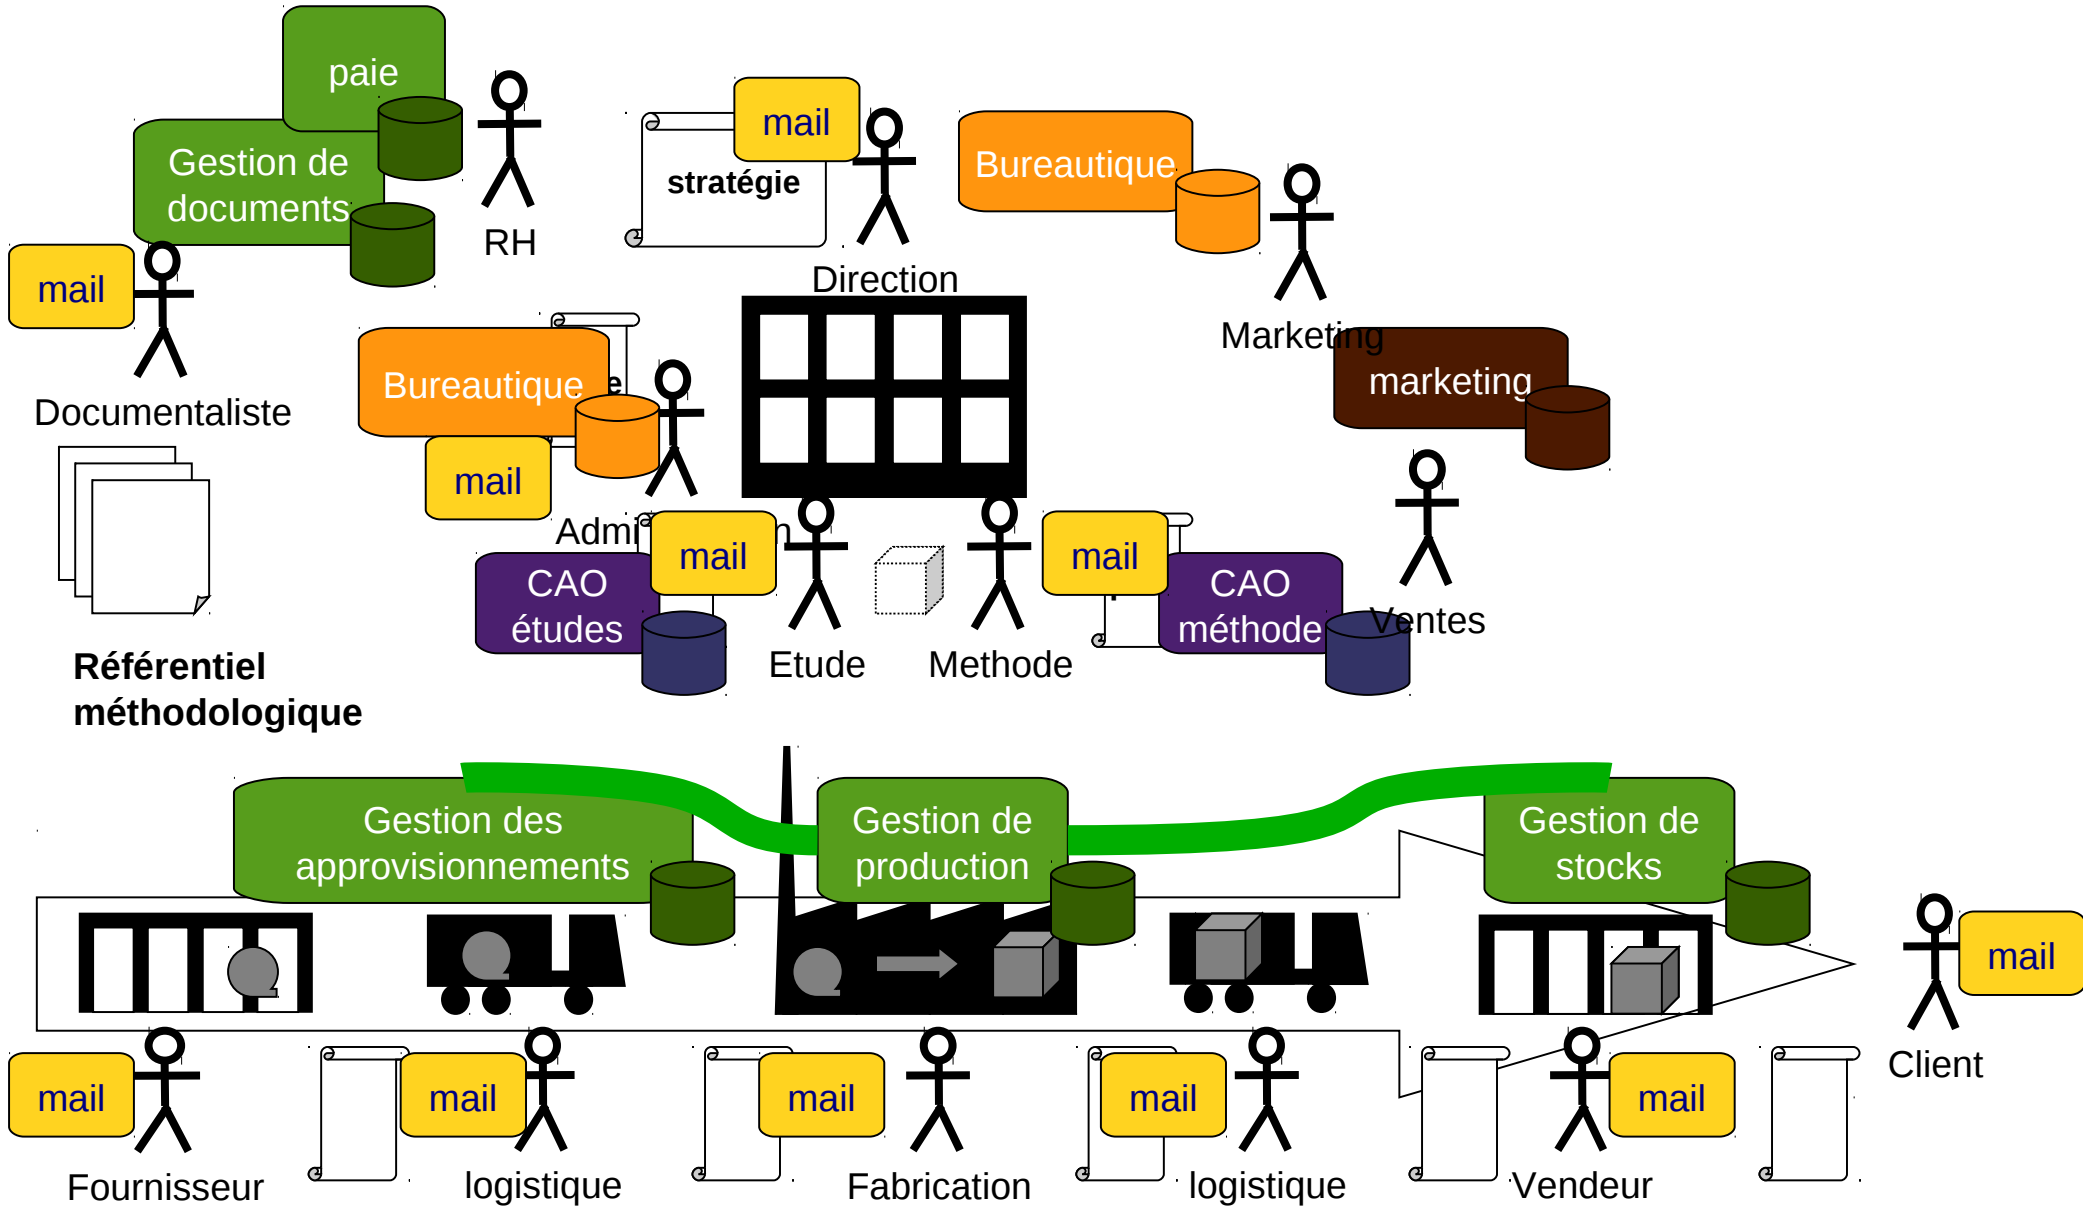 paie
Gestion de
documents
RH
mail
stratégie
Direction
Bureautique
Marketing
mail
Documentaliste
Bureautique
mail
marketing
Ventes
mail
CAO
études
Etude
Methode
mail
CAO
méthode
Référentiel
méthodologique
Gestion des
approvisionnements
Gestion de
production
Gestion de
stocks
mail
Client
mail
Fournisseur
mail
logistique
mail
Fabrication
mail
logistique
mail
Vendeur